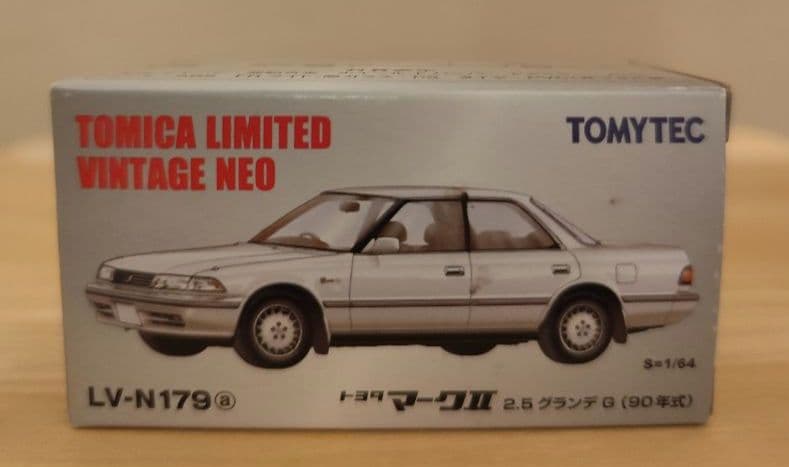 TOMICA LIMITED
VINTAGE NEO
TOMYTEC
S=1/64
LV-N179ⓐ
トヨタ マークII 2.5 グランデ G (90年式)